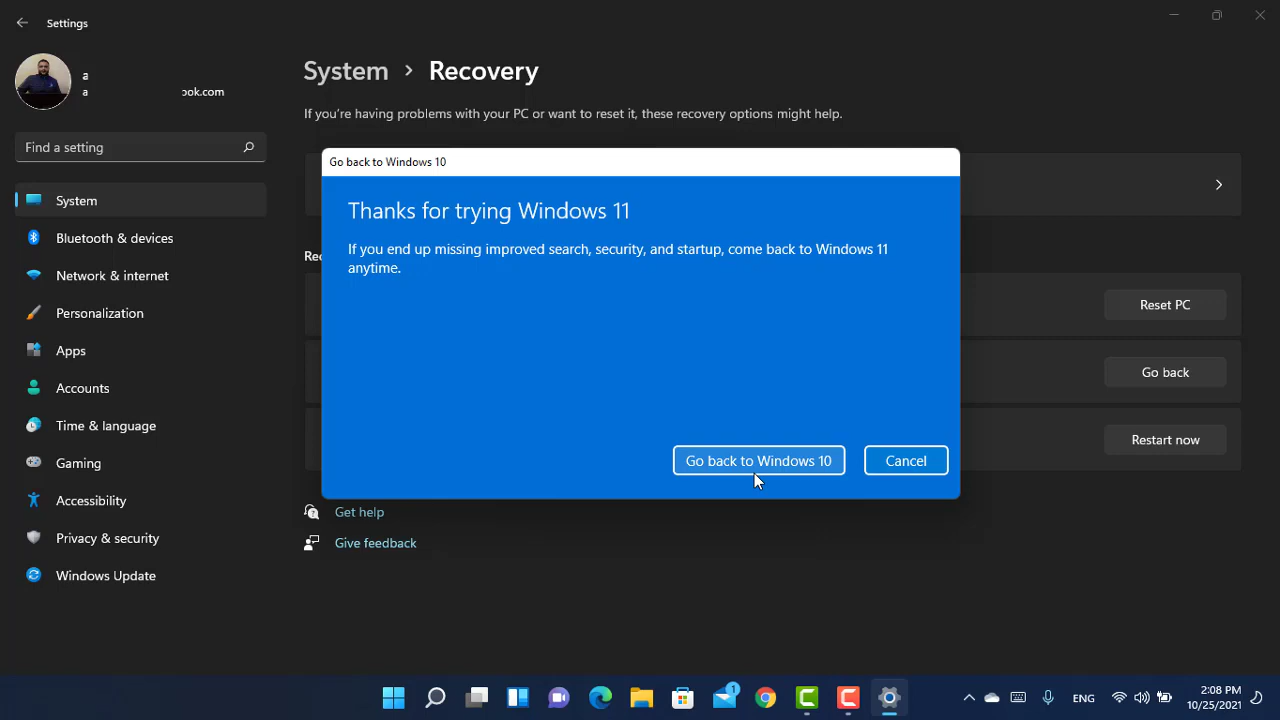 Settings
a
a
ook.com
Find a setting
System
Bluetooth & devices
Network & internet
Personalization
Apps
Accounts
Time & language
Gaming
Accessibility
Privacy & security
Windows Update
System > Recovery
If you're having problems with your PC or want to reset it, these recovery options might help.
Go back to Windows 10
Thanks for trying Windows 11
If you end up missing improved search, security, and startup, come back to Windows 11
anytime.
Go back to Windows 10
Cancel
Reset PC
Go back
Restart now
Get help
Give feedback
1
ENG
2:08 PM
10/25/2021